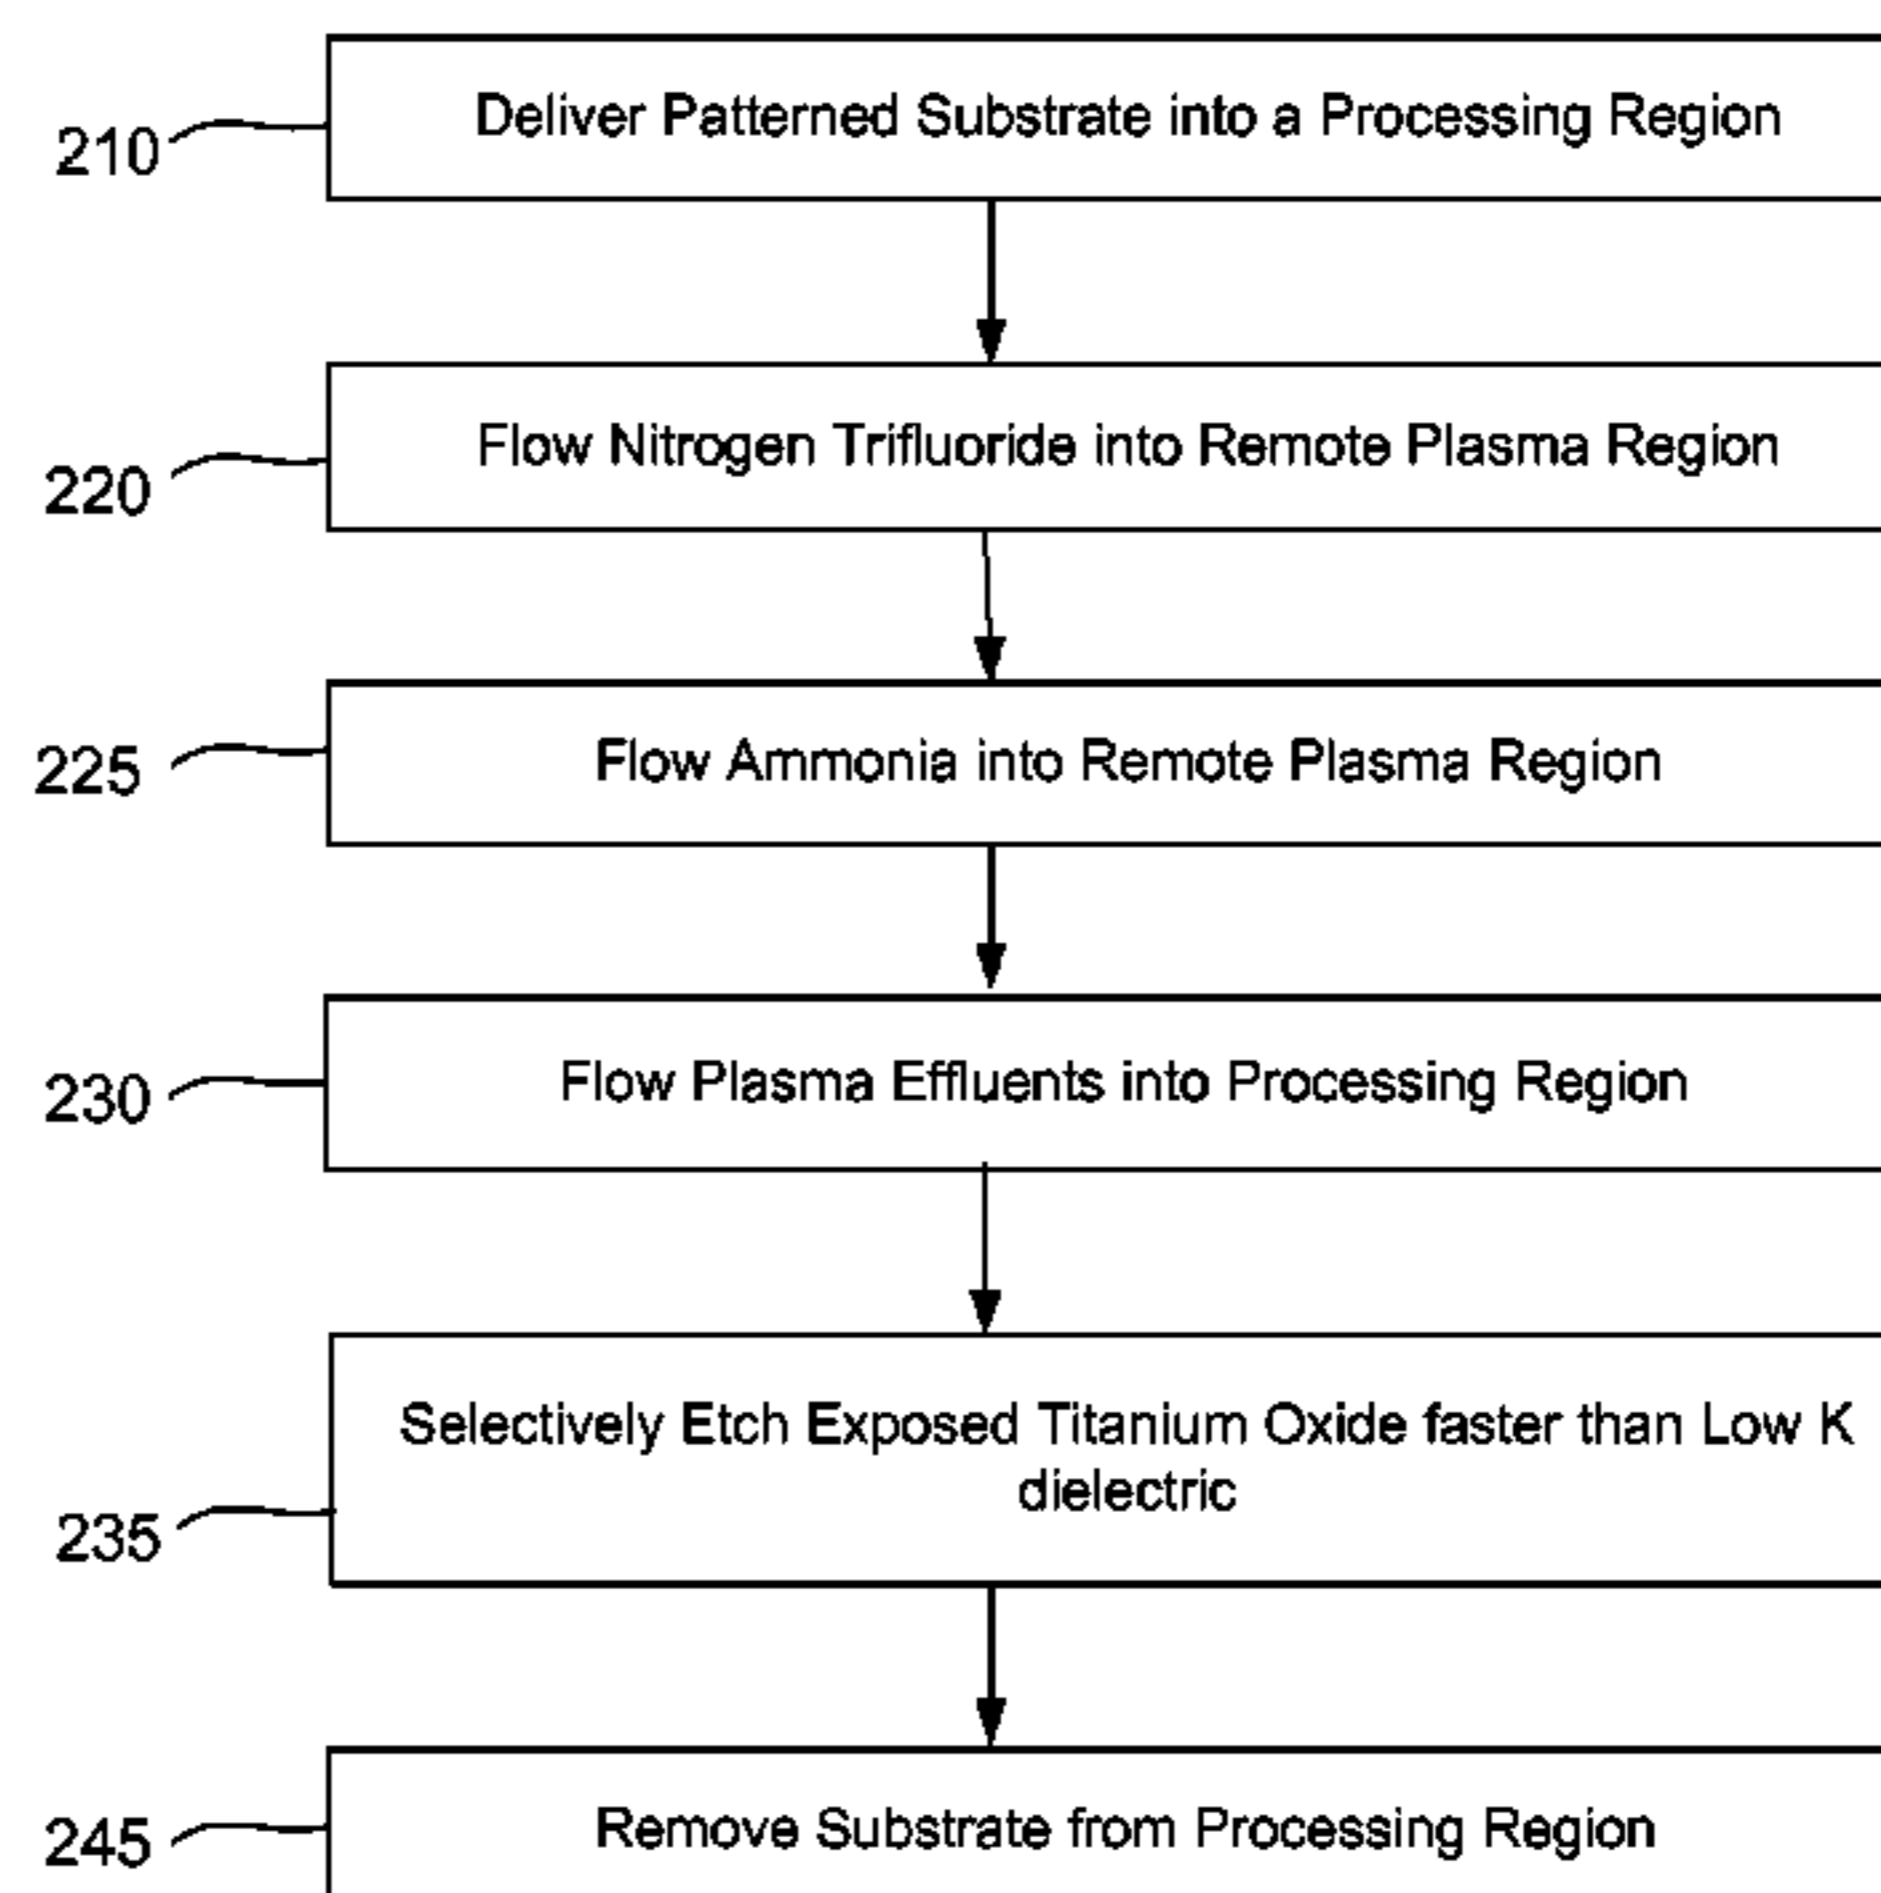 210
Deliver Patterned Substrate into a Processing Region
220
Flow Nitrogen Trifluoride into Remote Plasma Region
225
Flow Ammonia into Remote Plasma Region
230
Flow Plasma Effluents into Processing Region
235
Selectively Etch Exposed Titanium Oxide faster than Low K
dielectric
245
Remove Substrate from Processing Region